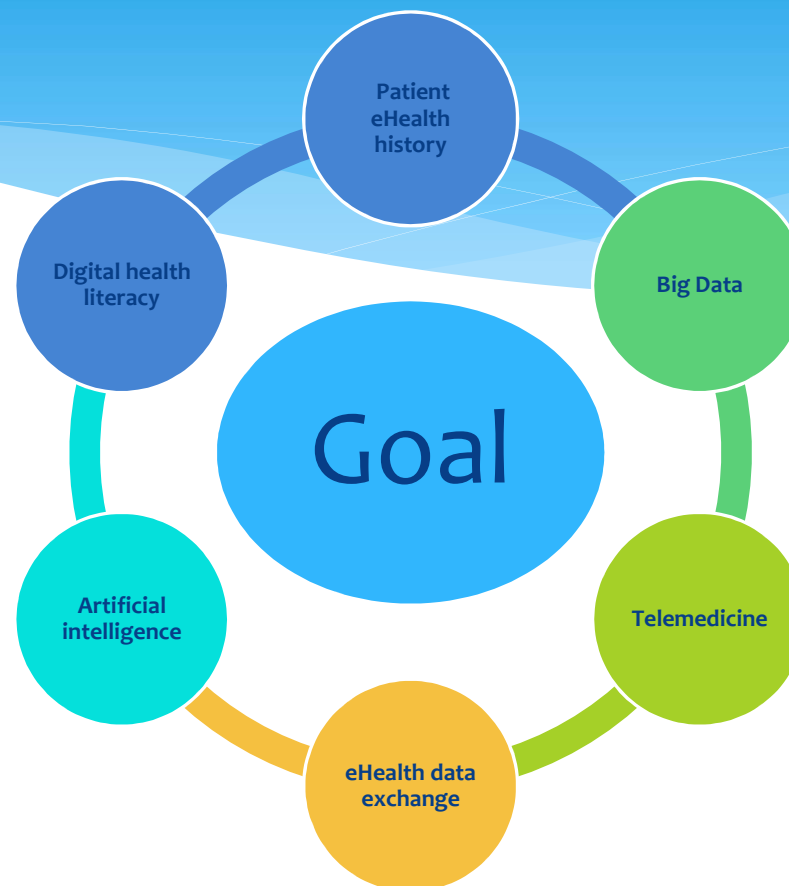 Patient
eHealth
history
Digital health
literacy
Big Data
Goal
Artificial
intelligence
Telemedicine
eHealth data
exchange